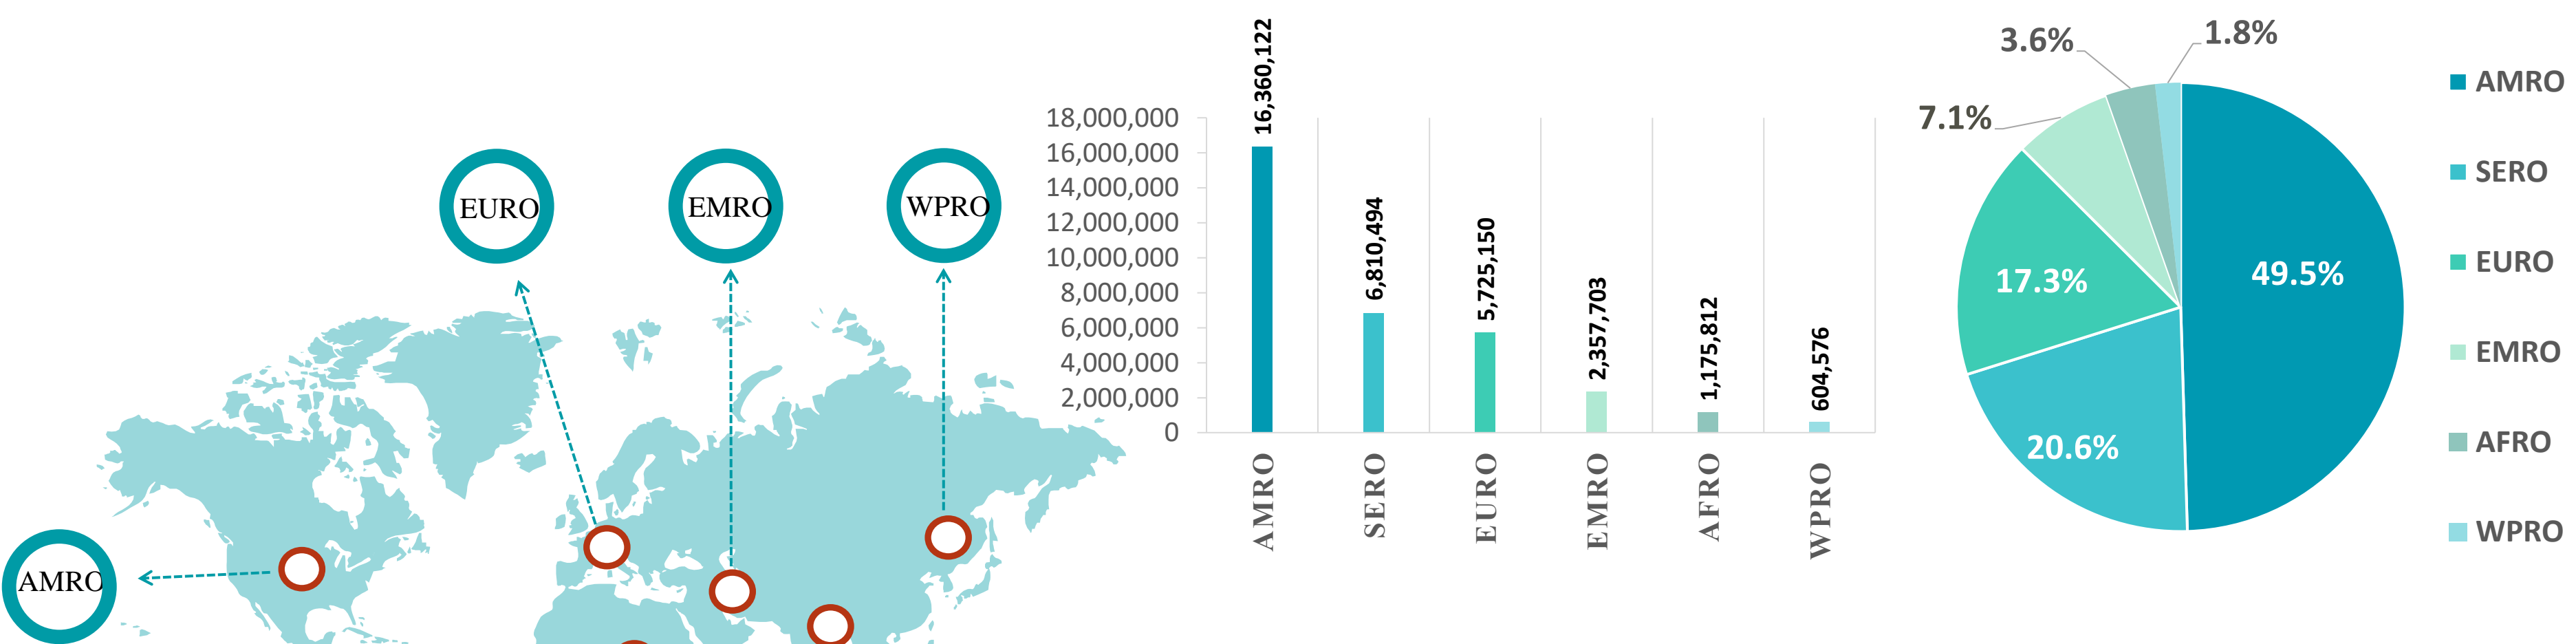 EURO
EMRO
WPRO
AMRO
18,000,000
16,000,000
14,000,000
12,000,000
10,000,000
8,000,000
6,000,000
4,000,000
2,000,000
0
16,360,122
6,810,494
5,725,150
2,357,703
1,175,812
604,576
AMRO
SERO
EURO
EMRO
AFRO
WPRO
3.6%
1.8%
7.1%
17.3%
49.5%
20.6%
AMRO
SERO
EURO
EMRO
AFRO
WPRO